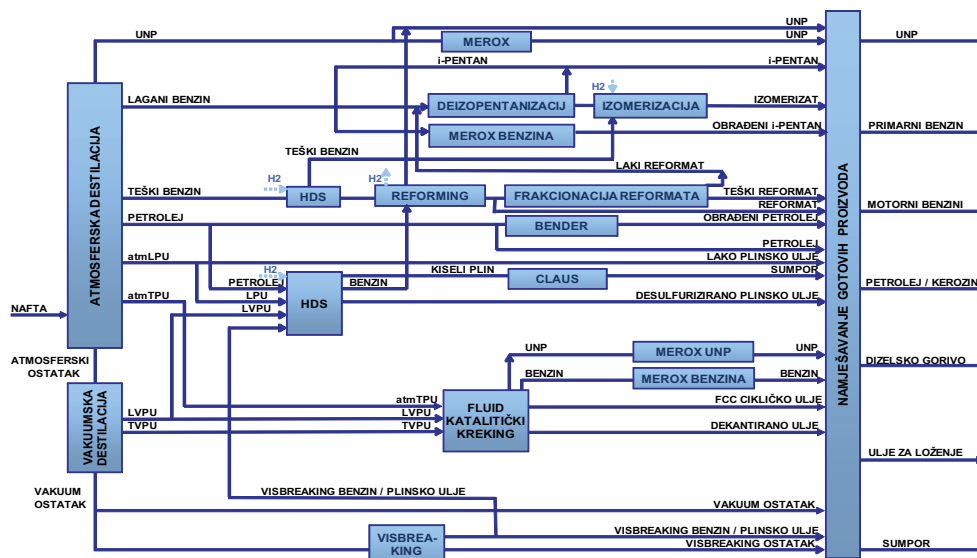 UNP
MEROX
UNP
UNP
UNP
i-PENTAN
i-PENTAN
H2
LAGANI BENZIN
DEIZOPENTANIZACIJ
IZOMERIZACIJA
IZOMERIZAT
MEROX BENZINA
OBRAĐENI i-PENTAN
PRIMARNI BENZIN
ATMOSFERSKA DESTILACIJA
TEŠKI BENZIN
LAKI REFORMAT
H2
H2
TEŠKI BENZIN
HDS
REFORMING
FRAKCIONACIJA REFORMATA
TEŠKI REFORMAT
REFORMAT
MOTORNI BENZINI
PETROLEJ
BENDER
OBRAĐENI PETROLEJ
PETROLEJ
atmLPU
LAKO PLINSKO ULJE
H2
KISELI PLIN
CLAUS
SUMPOR
PETROLEJ
BENZIN
PETROLEJ / KEROZIN
atmTPU
LPU
LVPU
HDS
DESULFURIZIRANO PLINSKO ULJE
NAFTA
NAMJEŠAVANJE GOTOVIH PROIZVODA
UNP
MEROX UNP
UNP
ATMOSFERSKI
OSTATAK
DIZELSKO GORIVO
BENZIN
MEROX BENZINA
BENZIN
VAKUUMSKA
DESTILACIJA
atmTPU
LVPU
TVPU
FLUID
KATALITIČKI
KREKING
FCC CIKLIČKO ULJE
LVPU
TVPU
DEKANTIRANO ULJE
ULJE ZA LOŽENJE
VAKUUM
OSTATAK
VISBREAKING BENZIN / PLINSKO ULJE
VAKUUM OSTATAK
VISBREA-
KING
VISBREAKING BENZIN / PLINSKO ULJE
VISBREAKING OSTATAK
SUMPOR